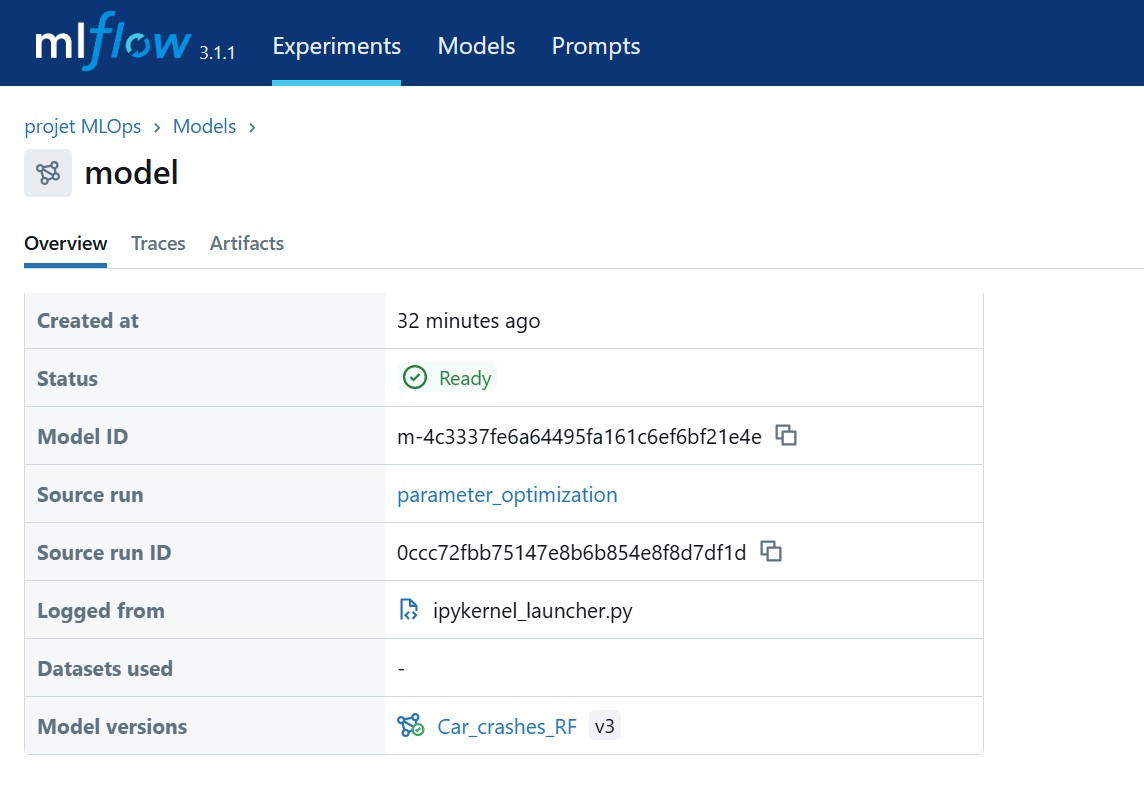 mlflow 3.1.1 Experiments Models Prompts
projet MLOps › Models ›
model
Overview Traces Artifacts
Created at 32 minutes ago
Status Ready
Model ID m-4c3337fe6a64495fa161c6ef6bf21e4e
Source run parameter_optimization
Source run ID 0ccc72fbb75147e8b6b854e8f8d7df1d
Logged from ipykernel_launcher.py
Datasets used -
Model versions Car_crashes_RF v3